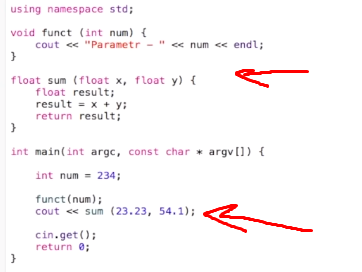 using namespace std;
void funct (int num) {
cout << "Parametr – " << num << endl;
}
float sum (float x, float y) {
float result;
result = x + y;
return result;
}
int main(int argc, const char * argv[]) {
int num = 234;
funct(num);
cout << sum (23.23, 54.1);
cin.get();
return 0;
}